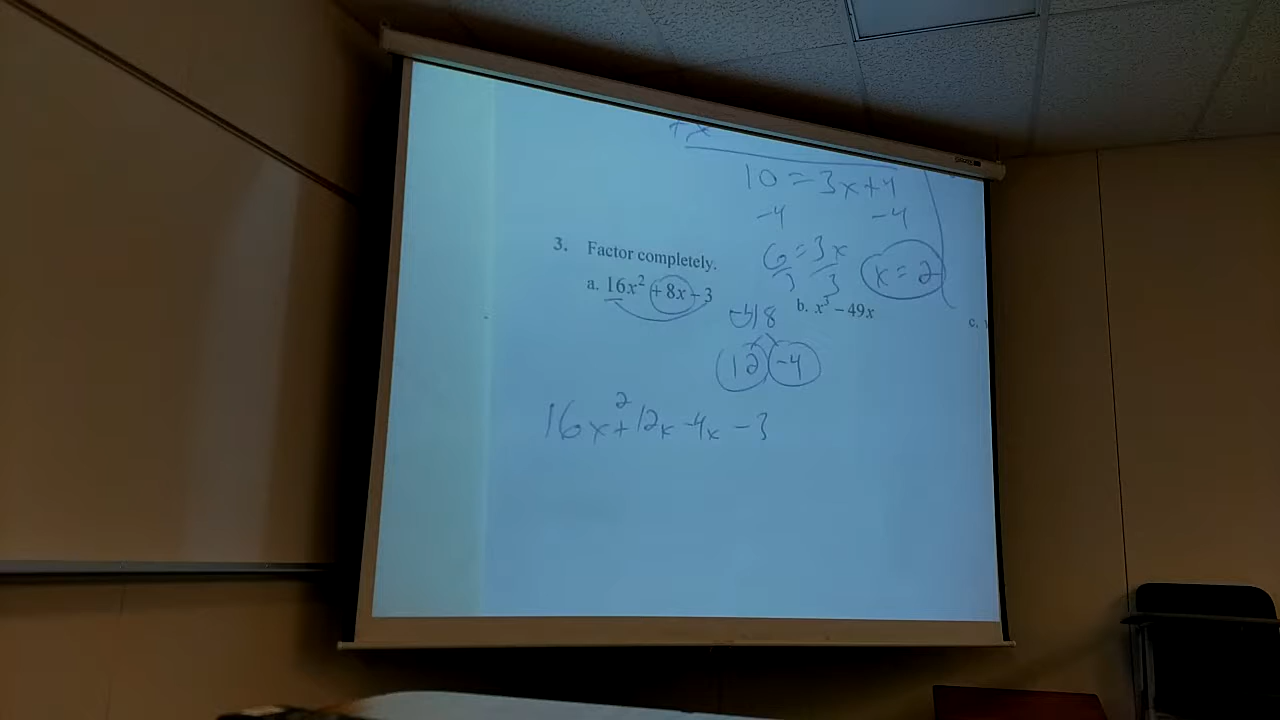 +x
10 = 3x+4
-4 -4
3. Factor completely.
6 = 3x
3 3
x = 2
a. 16x² +8x - 3
b. x³ - 49x
c.
12 -4
16x² + 12x - 4x - 3